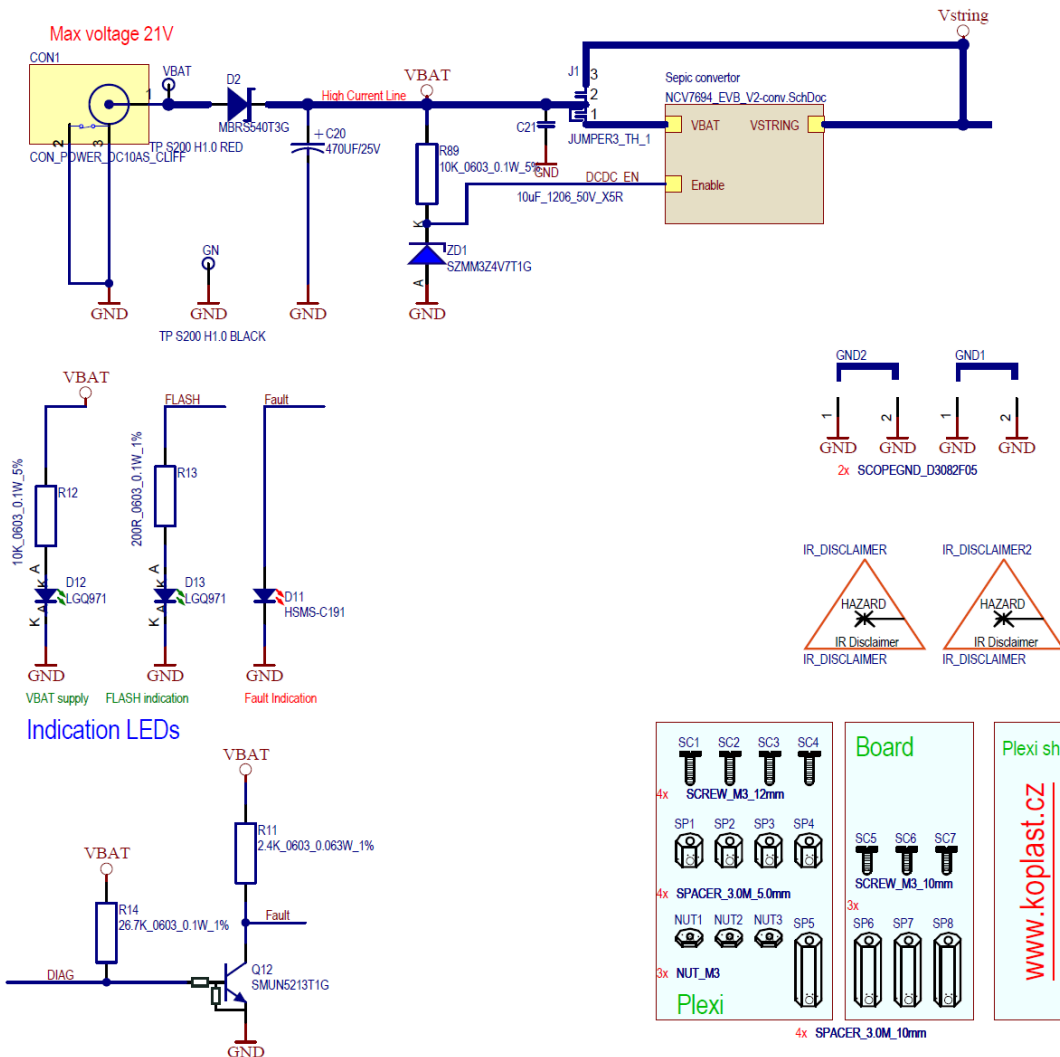 Max voltage 21V
Vstring
CON1
VBAT
D2
VBAT
J1
3
2
1
Sepic convertor
NCV7694_EVB_V2-conv.SchDoc
1
High Current Line
MBRS540T3G
C20
470UF/25V
C21
JUMPER3_TH_1
VBAT
VSTRING
2
3
CON_POWER_DC10AS_CLIFF
TP S200 H1.0 RED
R89
10K_0603_0.1W_5%
GND
DCDC_EN
Enable
10uF_1206_50V_X5R
K
ZD1
SZMM3Z4V7T1G
A
GN
GND
GND
GND
GND
TP S200 H1.0 BLACK
GND2
GND1
1
2
1
2
GND
GND
GND
GND
2x SCOPEGND_D3082F05
VBAT
FLASH
Fault
10K_0603_0.1W_5%
R12
200R_0603_0.1W_1%
R13
A
K
D12
LGQ971
A
K
A
K
D13
LGQ971
A
K
D11
HSMS-C191
GND
GND
GND
VBAT supply
FLASH indication
Fault Indication
Indication LEDs
IR_DISCLAIMER
IR_DISCLAIMER2
HAZARD
HAZARD
IR Disclaimer
IR Disclaimer
IR_DISCLAIMER
IR_DISCLAIMER
VBAT
R11
2.4K_0603_0.063W_1%
VBAT
R14
26.7K_0603_0.1W_1%
Fault
DIAG
Q12
SMUN5213T1G
GND
SC1
SC2
SC3
SC4
4x SCREW_M3_12mm
SP1
SP2
SP3
SP4
4x SPACER_3.0M_5.0mm
NUT1
NUT2
NUT3
SP5
3x NUT_M3
Plexi
Board
SC5
SC6
SC7
SCREW_M3_10mm
3x
SP6
SP7
SP8
4x SPACER_3.0M_10mm
Plexi sh
www.koplast.cz